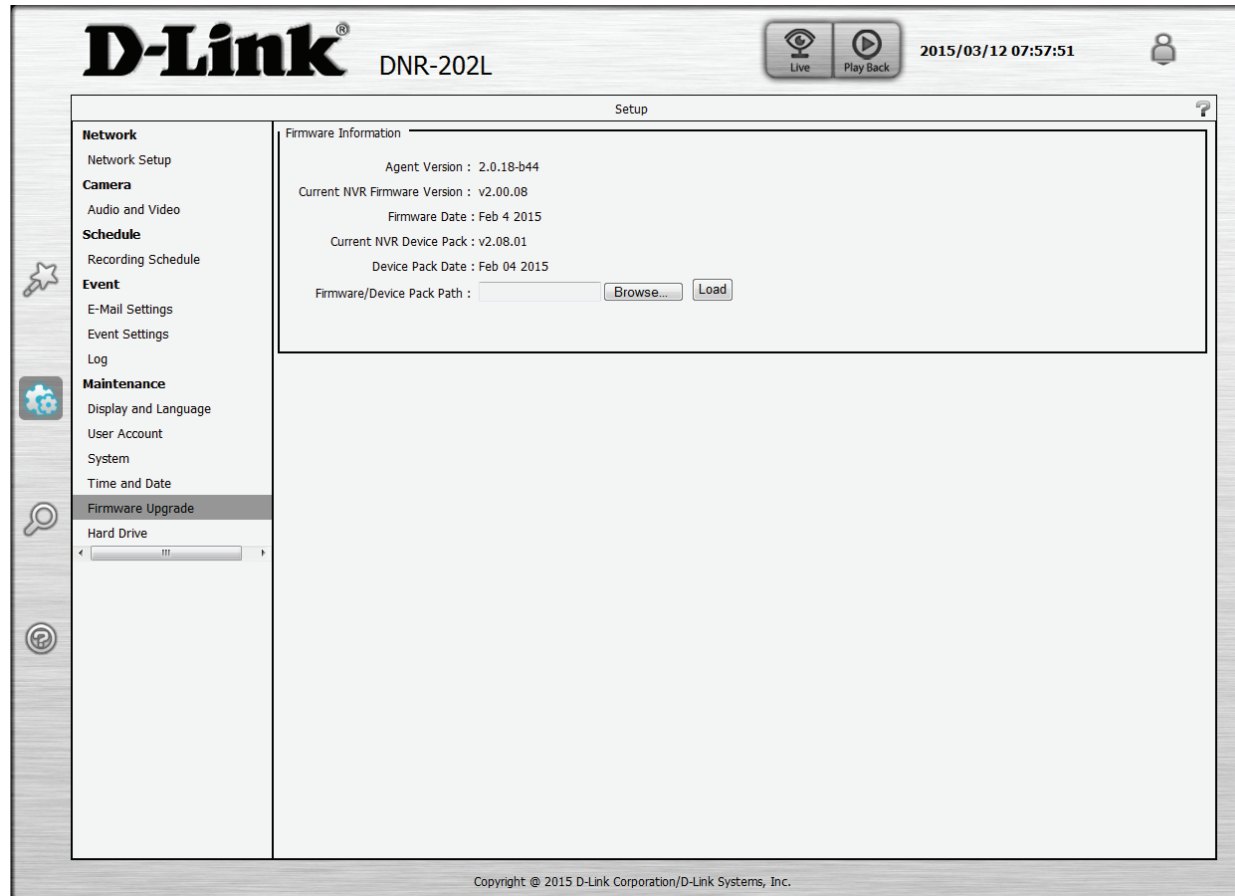 D-Link®
DNR-202L
Live
Play Back
2015/03/12 07:57:51
Setup
?
Network
Network Setup
Camera
Audio and Video
Schedule
Recording Schedule
Event
E-Mail Settings
Event Settings
Log
Maintenance
Display and Language
User Account
System
Time and Date
Firmware Upgrade
Hard Drive
Firmware Information
Agent Version : 2.0.18-b44
Current NVR Firmware Version : v2.00.08
Firmware Date : Feb 4 2015
Current NVR Device Pack : v2.08.01
Device Pack Date : Feb 04 2015
Firmware/Device Pack Path : Browse... Load
Copyright @ 2015 D-Link Corporation/D-Link Systems, Inc.